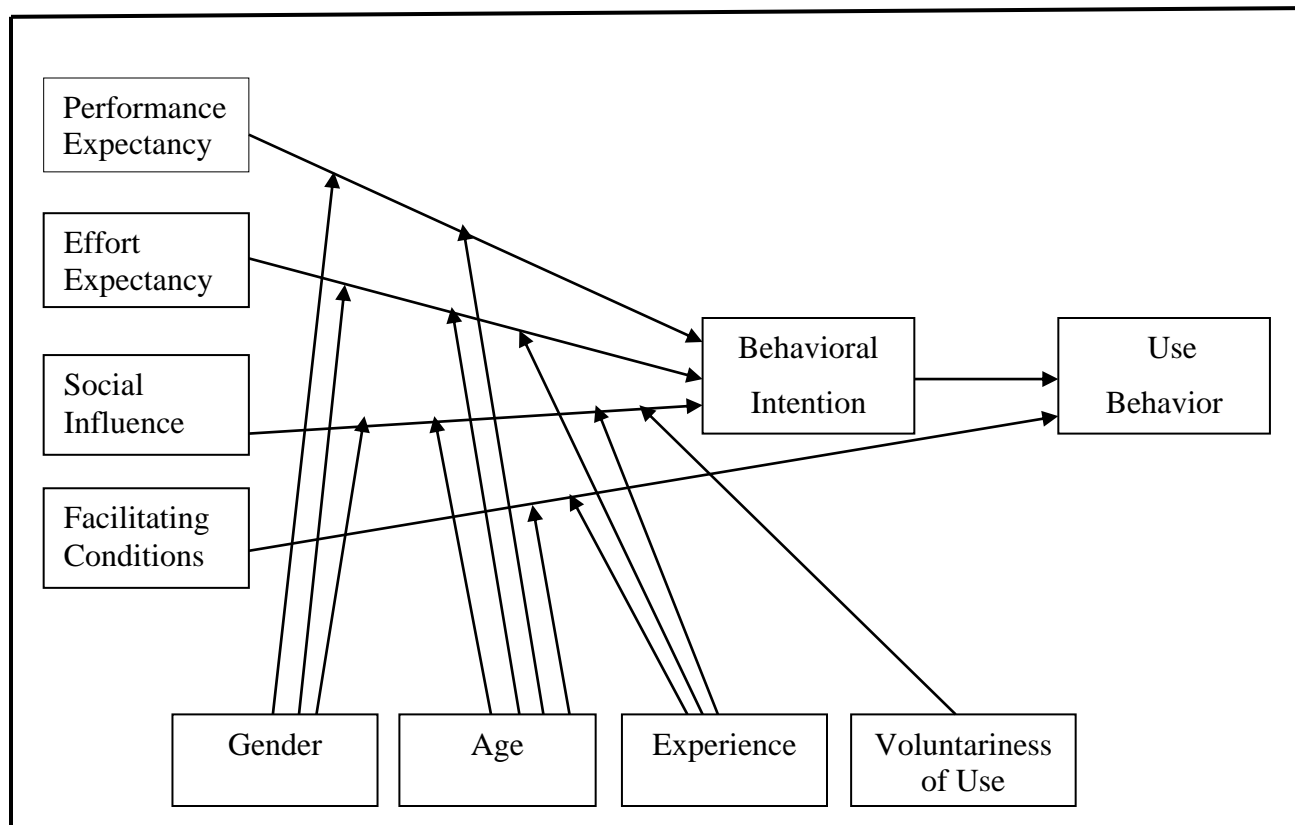 Performance
Expectancy
Effort
Expectancy
Social
Influence
Facilitating
Conditions
Behavioral
Intention
Use
Behavior
Gender
Age
Experience
Voluntariness
of Use